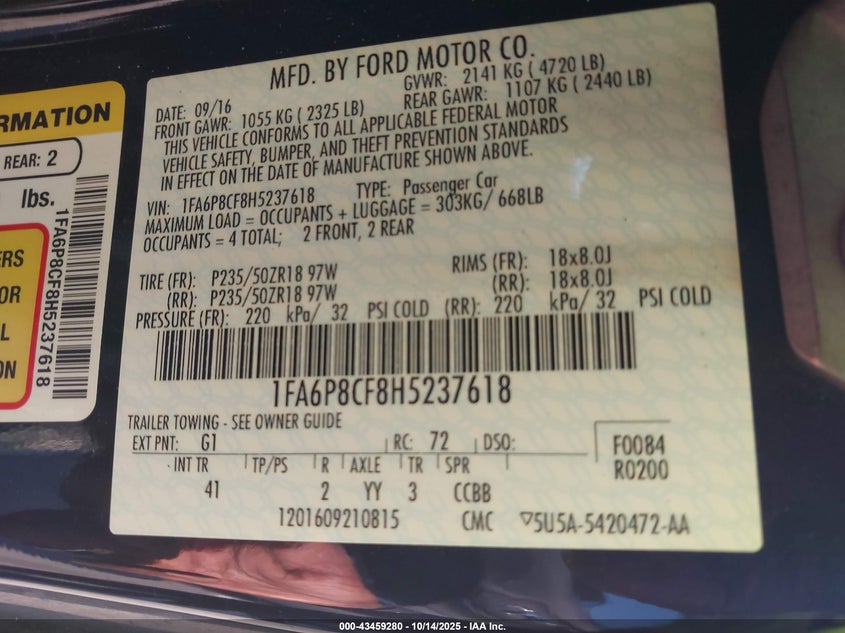 RMATION
REAR: 2
lbs.
1FA6P8CF8H5237618
ERS
OR
L
ON
MFD. BY FORD MOTOR CO.
DATE: 09/16 GVWR: 2141 KG ( 4720 LB)
FRONT GAWR: 1055 KG ( 2325 LB) REAR GAWR: 1107 KG ( 2440 LB)
THIS VEHICLE CONFORMS TO ALL APPLICABLE FEDERAL MOTOR
VEHICLE SAFETY, BUMPER, AND THEFT PREVENTION STANDARDS
IN EFFECT ON THE DATE OF MANUFACTURE SHOWN ABOVE.
VIN: 1FA6P8CF8H5237618 TYPE: Passenger Car
MAXIMUM LOAD = OCCUPANTS + LUGGAGE = 303KG/ 668LB
OCCUPANTS = 4 TOTAL; 2 FRONT, 2 REAR
TIRE (FR): P235/50ZR18 97W RIMS (FR): 18x8.0J
(RR): P235/50ZR18 97W (RR): 18x8.0J
PRESSURE (FR): 220 kPa/ 32 PSI COLD (RR): 220 kPa/ 32 PSI COLD
1FA6P8CF8H5237618
TRAILER TOWING - SEE OWNER GUIDE
EXT PNT: G1 RC: 72 DSO: F0084
R0200
INT TR TP/PS R AXLE TR SPR
41 2 YY 3 CCBB
1201609210815 CMC ▽5U5A-5420472-AA
000-43459280 - 10/14/2025 - IAA Inc.